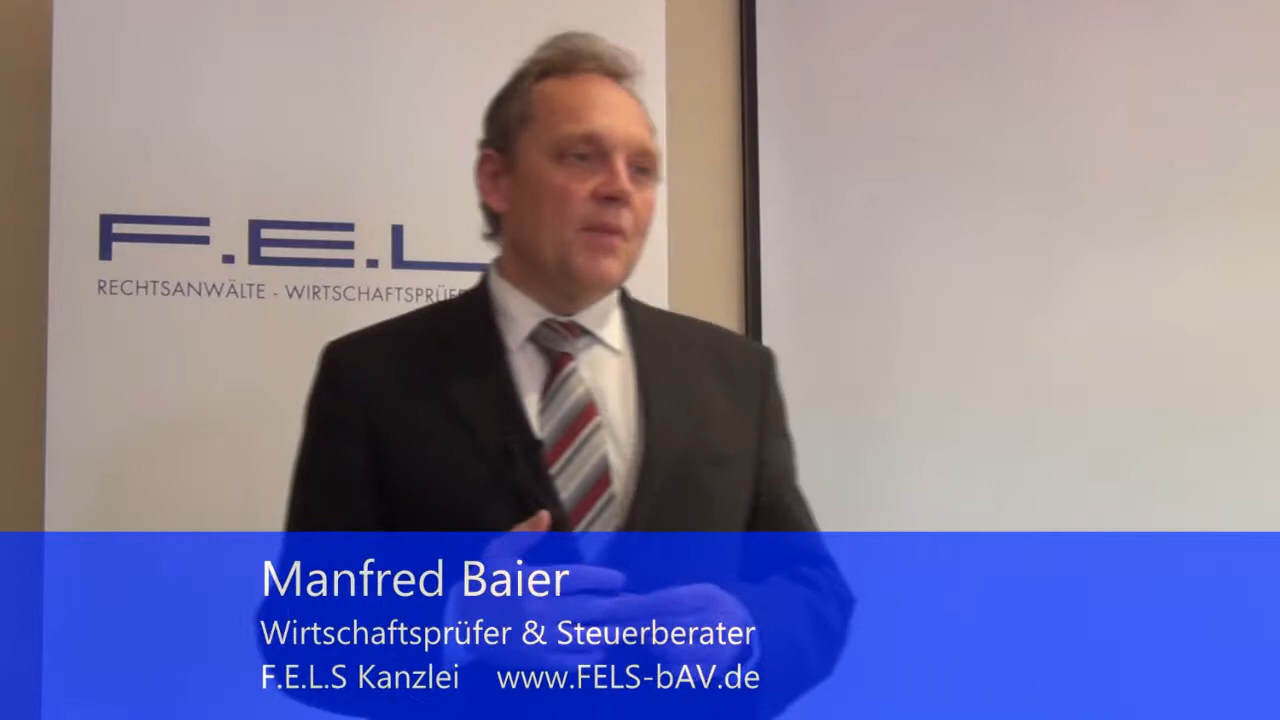 F.E.L
RECHTSANWÄLTE - WIRTSCHAFTSPRÜF
Manfred Baier
Wirtschaftsprüfer & Steuerberater
F.E.L.S Kanzlei www.FELS-bAV.de